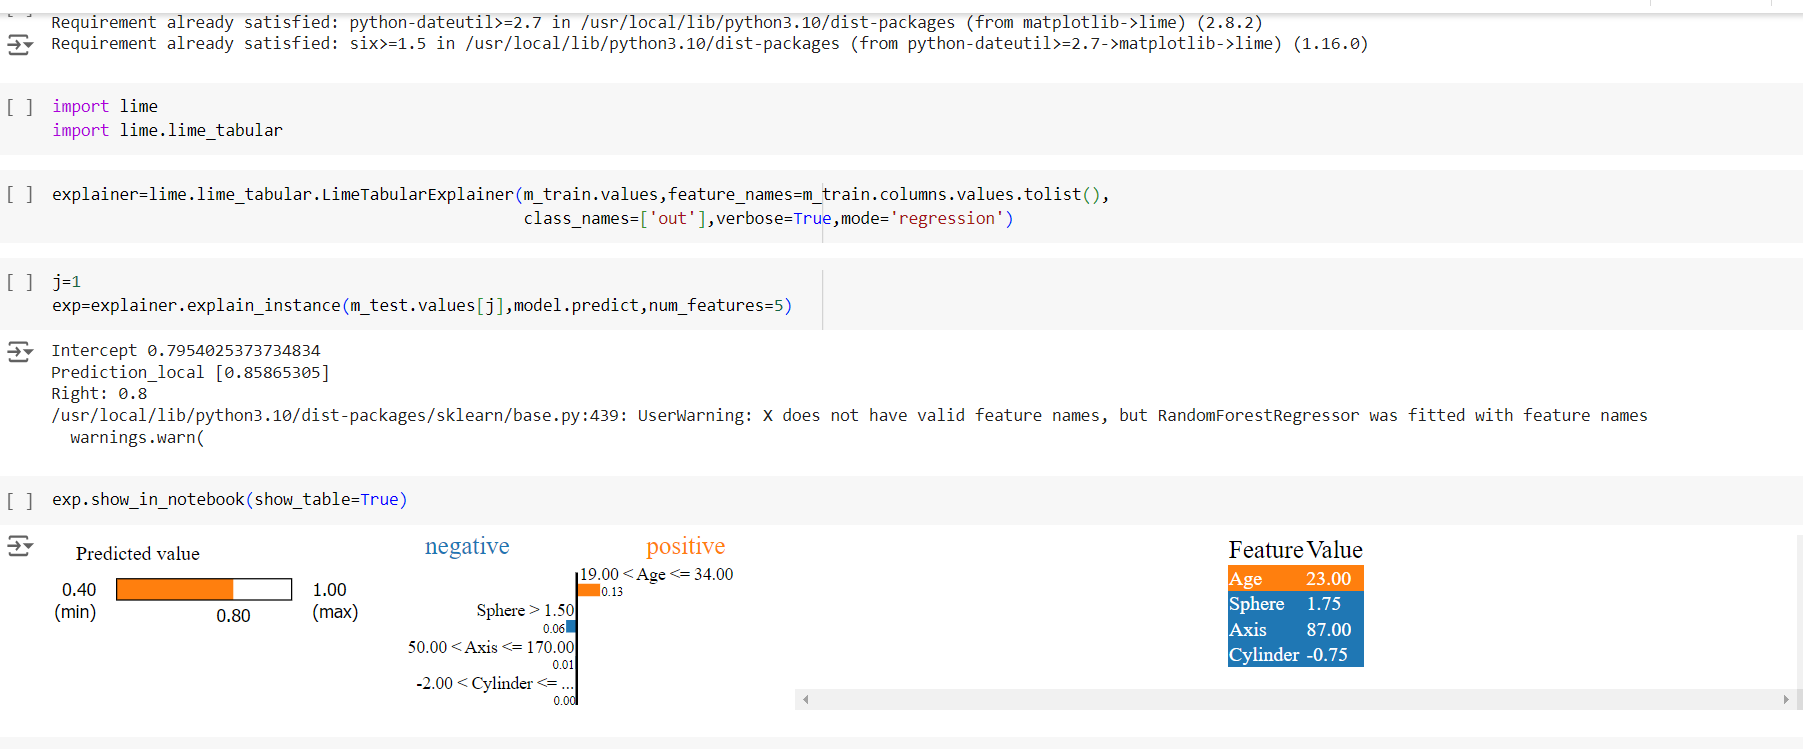 Requirement already satisfied: python-dateutil>=2.7 in /usr/local/lib/python3.10/dist-packages (from matplotlib->lime) (2.8.2)
Requirement already satisfied: six>=1.5 in /usr/local/lib/python3.10/dist-packages (from python-dateutil>=2.7->matplotlib->lime) (1.16.0)
[ ] import lime
import lime.lime_tabular
[ ] explainer=lime.lime_tabular.LimeTabularExplainer(m_train.values,feature_names=m_train.columns.values.tolist(),
class_names=['out'],verbose=True,mode='regression')
[ ] j=1
exp=explainer.explain_instance(m_test.values[j],model.predict,num_features=5)
Intercept 0.7954025373734834
Prediction_local [0.85865305]
Right: 0.8
/usr/local/lib/python3.10/dist-packages/sklearn/base.py:439: UserWarning: X does not have valid feature names, but RandomForestRegressor was fitted with feature names
warnings.warn(
[ ] exp.show_in_notebook(show_table=True)
Predicted value
0.40 1.00
(min) 0.80 (max)
negative positive
19.00 < Age <= 34.00
0.13
Sphere > 1.50
0.06
50.00 < Axis <= 170.00
0.01
-2.00 < Cylinder <= ...
0.00
Feature Value
Age 23.00
Sphere 1.75
Axis 87.00
Cylinder -0.75